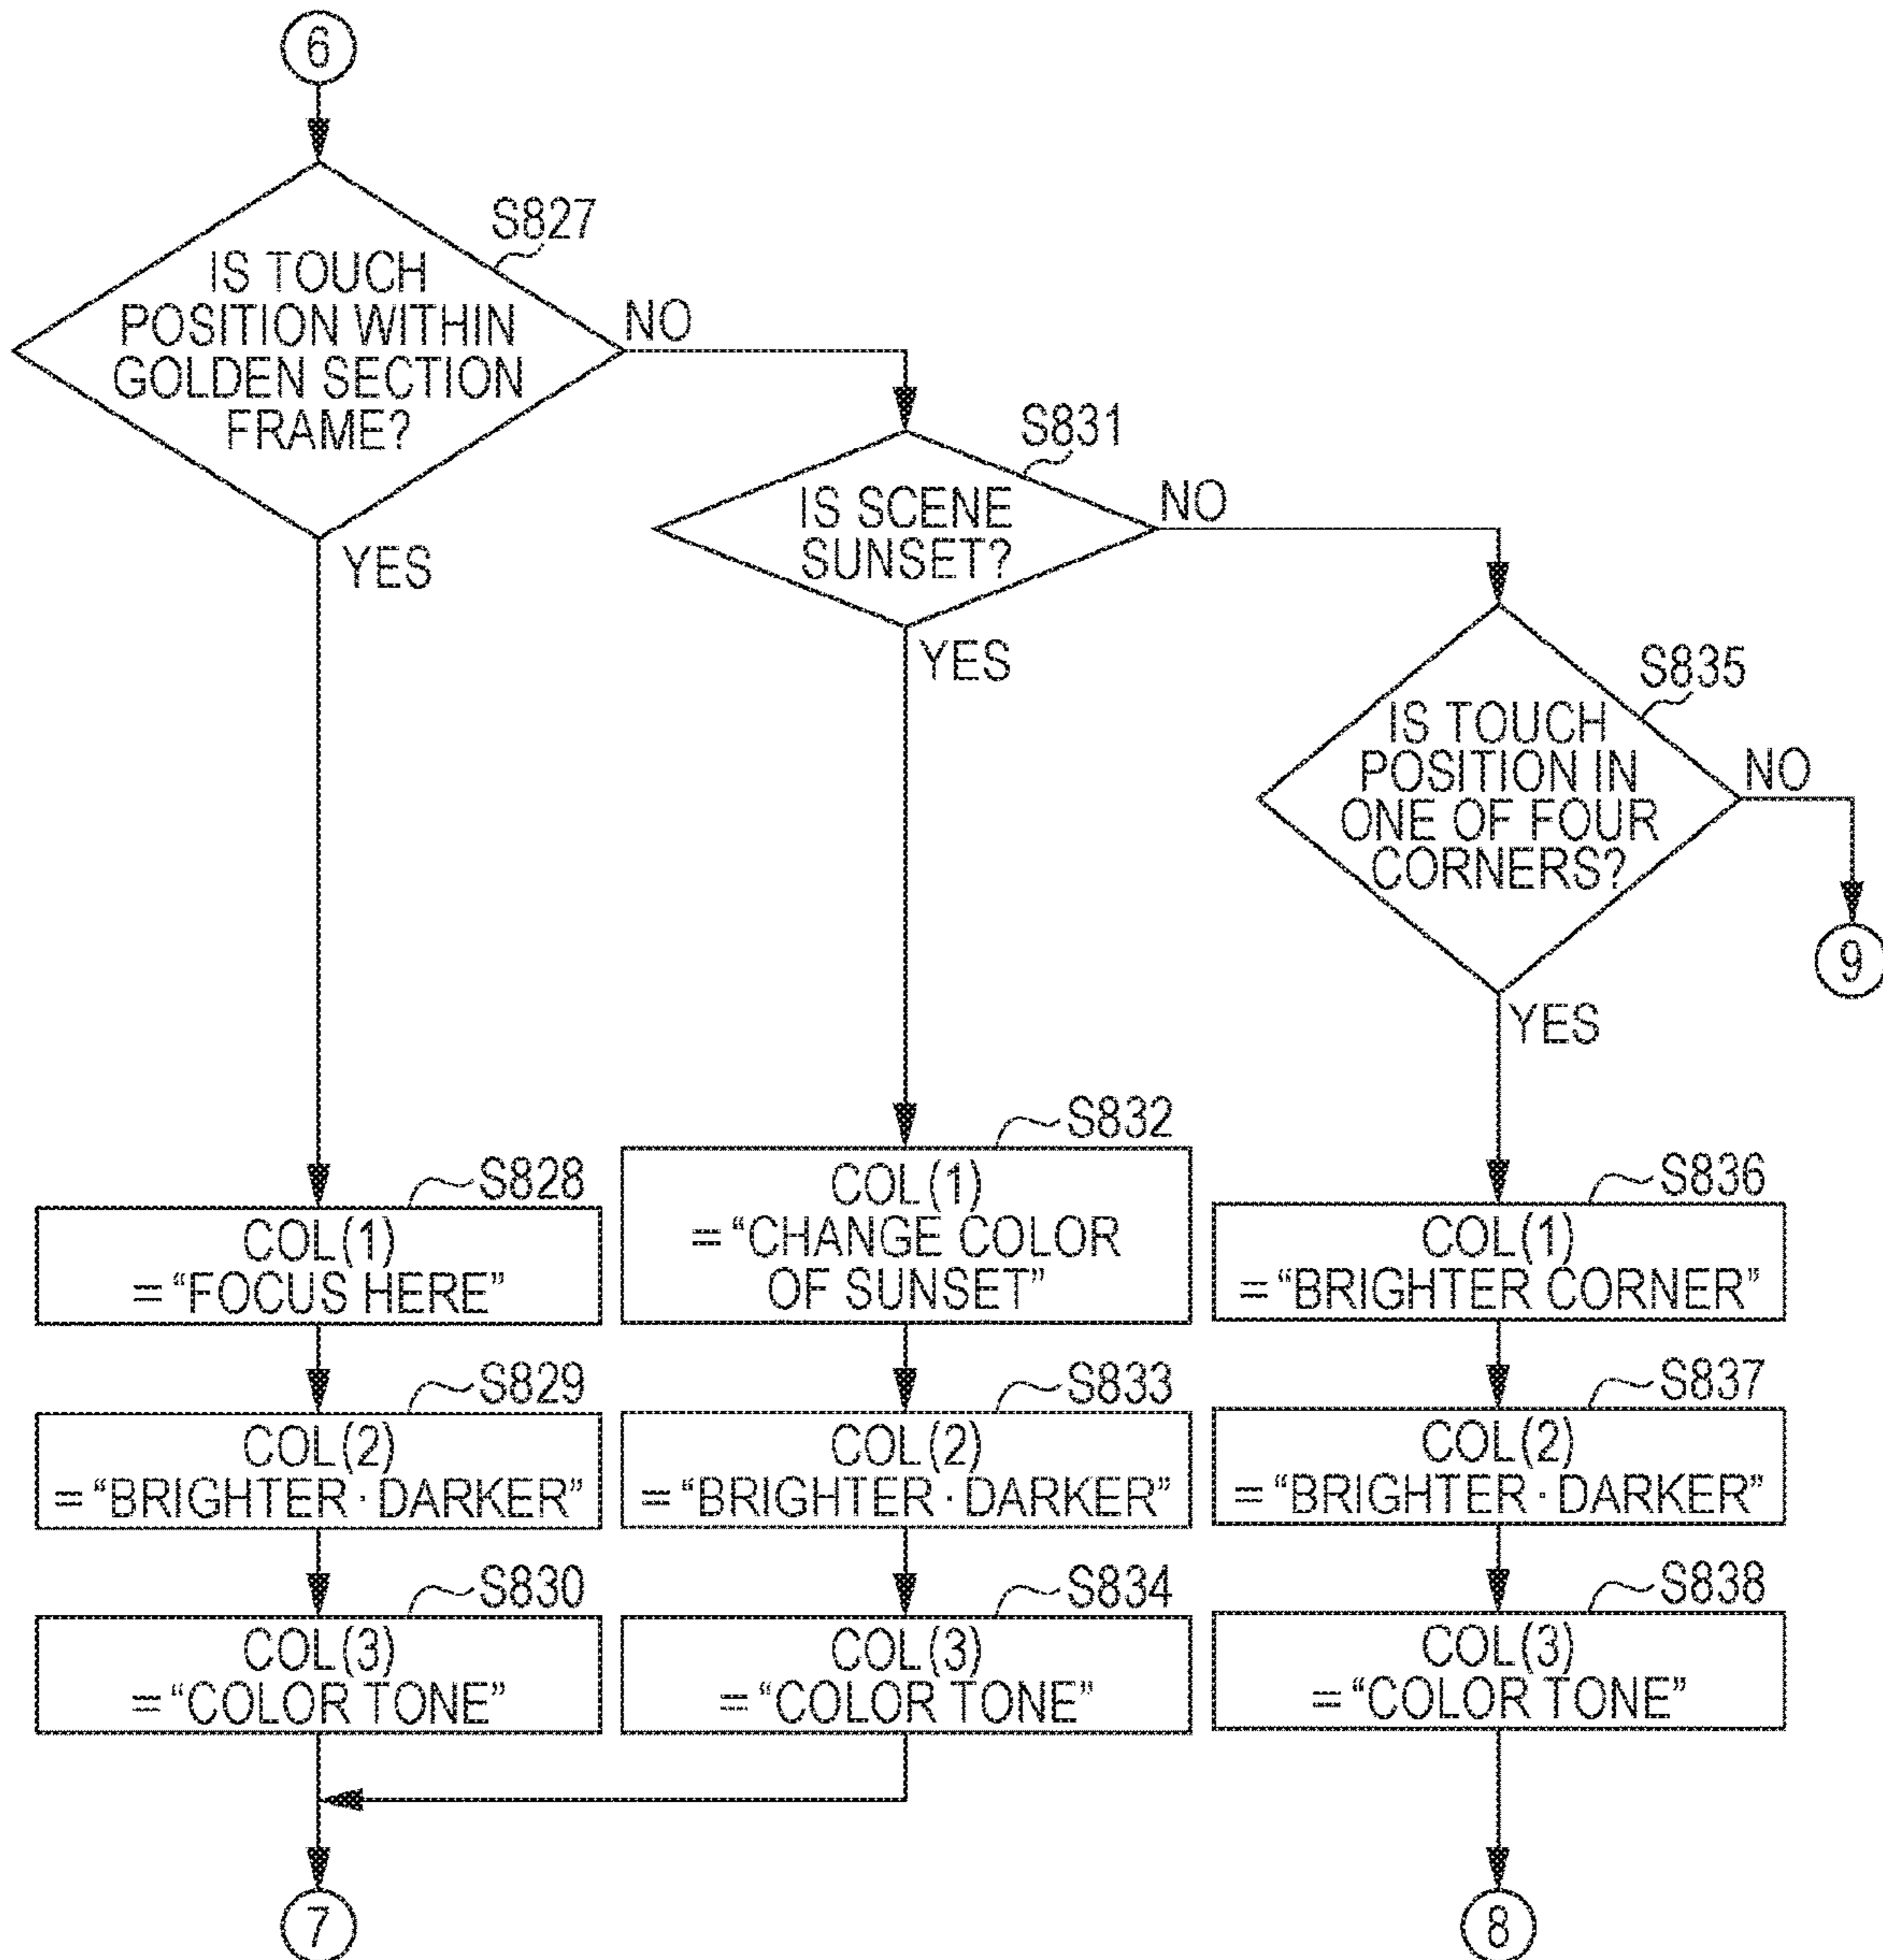 6
S827
IS TOUCH
POSITION WITHIN
GOLDEN SECTION
FRAME?
NO
YES
S831
IS SCENE
SUNSET?
NO
YES
S835
IS TOUCH
POSITION IN
ONE OF FOUR
CORNERS?
NO
9
YES
S828
COL(1)
="FOCUS HERE"
S829
COL(2)
="BRIGHTER · DARKER"
S830
COL(3)
="COLOR TONE"
S832
COL(1)
="CHANGE COLOR
OF SUNSET"
S833
COL(2)
="BRIGHTER · DARKER"
S834
COL(3)
="COLOR TONE"
S836
COL(1)
="BRIGHTER CORNER"
S837
COL(2)
="BRIGHTER · DARKER"
S838
COL(3)
="COLOR TONE"
7
8